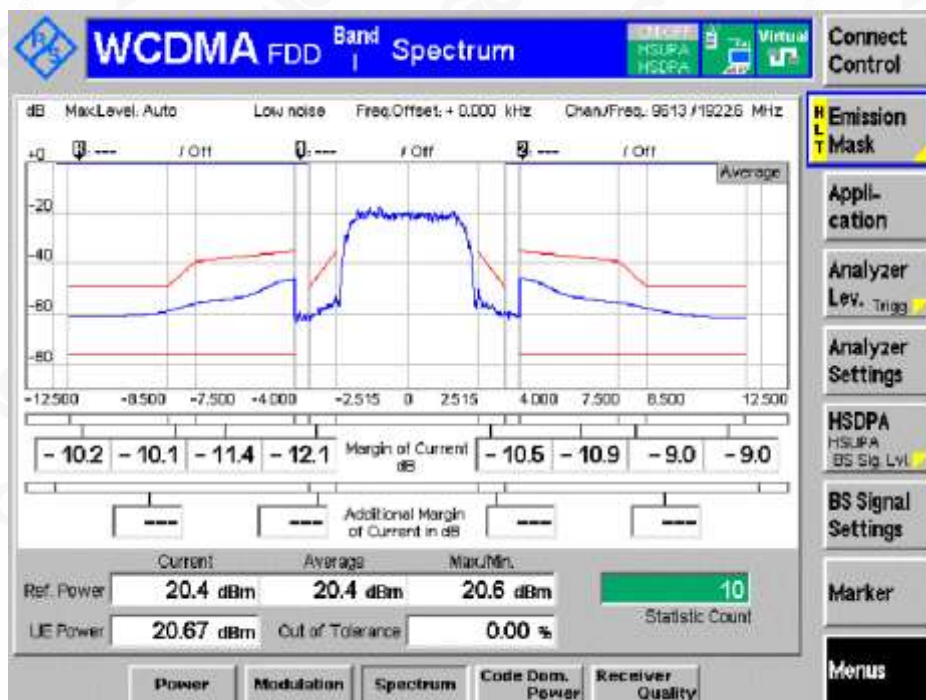 WCDMA FDD Band I Spectrum
HSUPA
HSDPA
Virtual
Connect Control
dB Max.Level: Auto Low noise Freq.Offset: + 0.000 kHz Chan./Freq.: 9613 / 1922.6 MHz
--- / Off --- / Off 2: --- / Off
Average
+0
-20
-40
-60
-80
-12.500 -8.500 -7.500 -4.000 -2.515 0 2.515 4.000 7.500 8.500 12.500
- 10.2 - 10.1 - 11.4 - 12.1 Margin of Current dB - 10.5 - 10.9 - 9.0 - 9.0
--- --- Additional Margin of Current in dB --- ---
Current Average Max./Min.
Ref. Power 20.4 dBm 20.4 dBm 20.6 dBm 10
Statistic Count
UE Power 20.67 dBm Out of Tolerance 0.00 %
Power Modulation Spectrum Code Dom. Power Receiver Quality
HLT
Emission Mask
Appli-
cation
Analyzer
Lev. Trigg
Analyzer
Settings
HSDPA
HSUPA
BS Sig. Lvl.
BS Signal
Settings
Marker
Menus